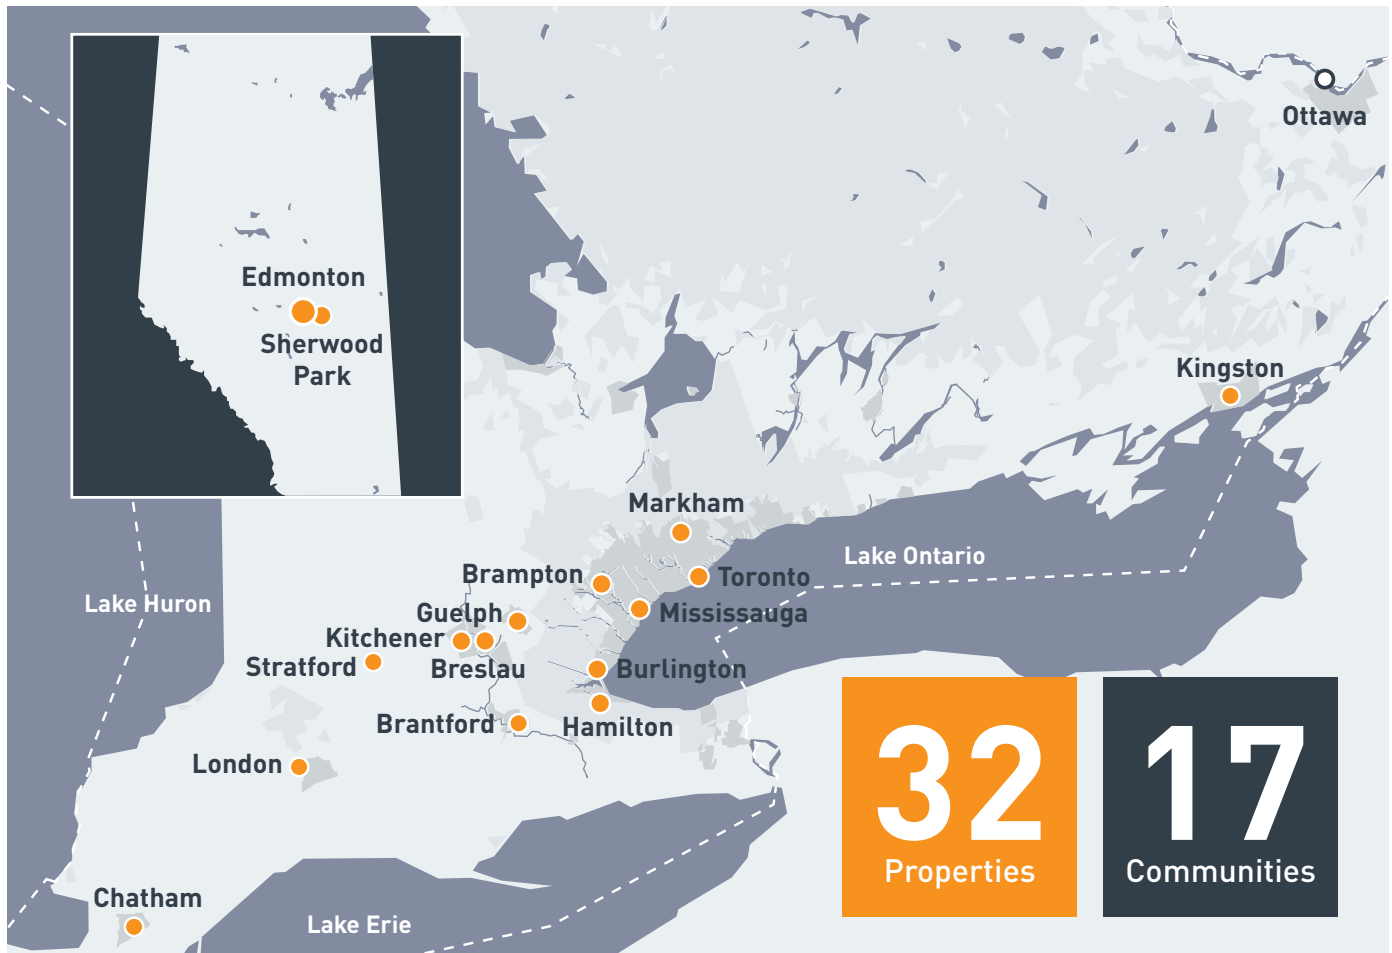 Ottawa
Edmonton
Sherwood
Park
Kingston
Markham
Lake Ontario
Brampton
Toronto
Lake Huron
Guelph
Mississauga
Kitchener
Stratford
Breslau
Burlington
Brantford
Hamilton
London
32
Properties
17
Communities
Chatham
Lake Erie